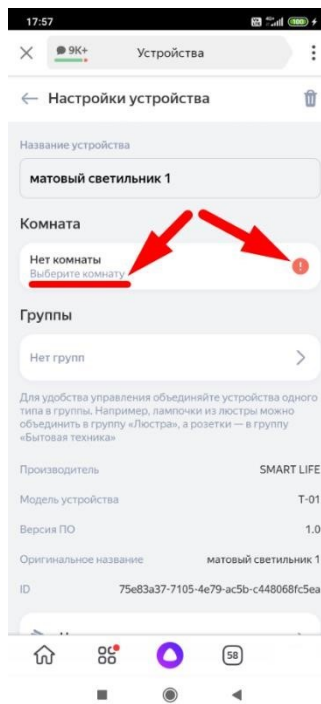 17:57
100
9K+ Устройства
Настройки устройства
Название устройства
матовый светильник 1
Комната
Нет комнаты
Выберите комнату
Группы
Нет групп
Для удобства управления объединяйте устройства одного
типа в группы. Например, лампочки из люстры можно
объединить в группу «Люстра», а розетки — в группу
«Бытовая техника»
Производитель SMART LIFE
Модель устройства T-01
Версия ПО 1.0
Оригинальное название матовый светильник 1
ID 75e83a37-7105-4e79-ac5b-c448068fc5ea
58